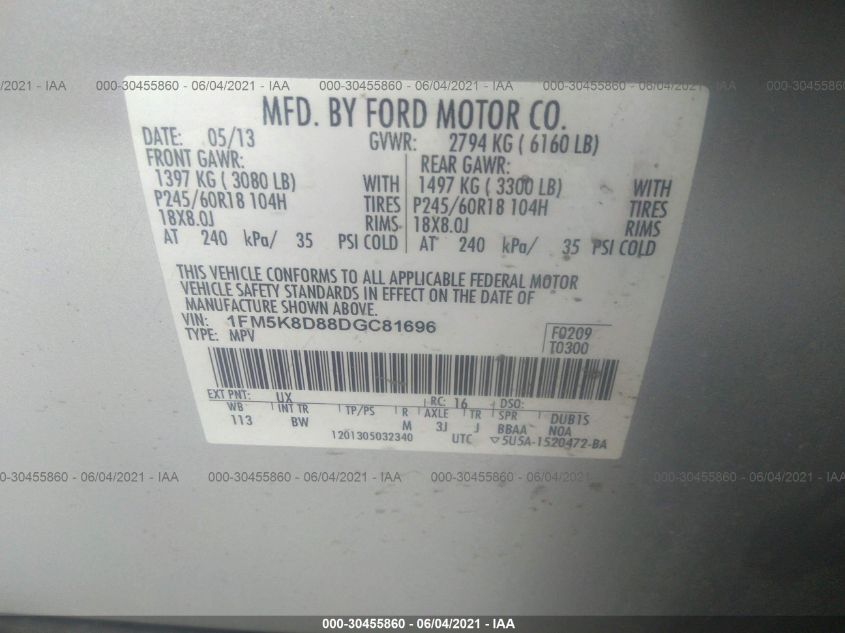 000-30455860 - 06/04/2021 - IAA 000-30455860 - 06/04/2021 - IAA 000-30455860 - 06/04/2021 - IAA
MFD. BY FORD MOTOR CO.
DATE: 05/13 GVWR: 2794 KG ( 6160 LB)
FRONT GAWR: REAR GAWR:
1397 KG ( 3080 LB) WITH 1497 KG ( 3300 LB) WITH
P245/60R18 104H TIRES P245/60R18 104H TIRES
18X8.0J RIMS 18X8.0J RIMS
AT 240 kPa/ 35 PSI COLD AT 240 kPa/ 35 PSI COLD
THIS VEHICLE CONFORMS TO ALL APPLICABLE FEDERAL MOTOR
VEHICLE SAFETY STANDARDS IN EFFECT ON THE DATE OF
MANUFACTURE SHOWN ABOVE.
VIN: 1FM5K8D88DGC81696
TYPE: MPV
F0209
T0300
EXT PNT: UX RC: 16 DSO:
WB INT TR TP/PS R AXLE TR SPR DUB1S
113 BW M 3J J BBAA NOA
1201305032340 UTC ▽5U5A-1520472-BA
000-30455860 - 06/04/2021 - IAA 000-30455860 - 06/04/2021 - IAA 000-30455860 - 06/04/2021 - IAA
000-30455860 - 06/04/2021 - IAA